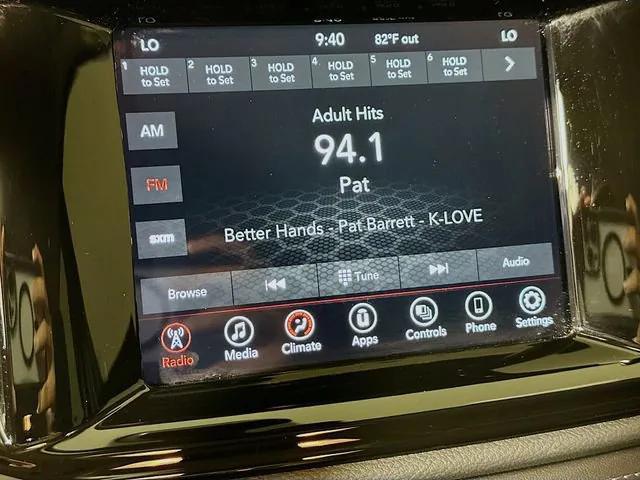 LO 9:40 82°F out LO
1 HOLD to Set 2 HOLD to Set 3 HOLD to Set 4 HOLD to Set 5 HOLD to Set 6 HOLD to Set
Adult Hits
AM
94.1
FM
Pat
sxm
Better Hands - Pat Barrett - K-LOVE
Browse Tune Audio
Radio Media Climate Apps Controls Phone Settings